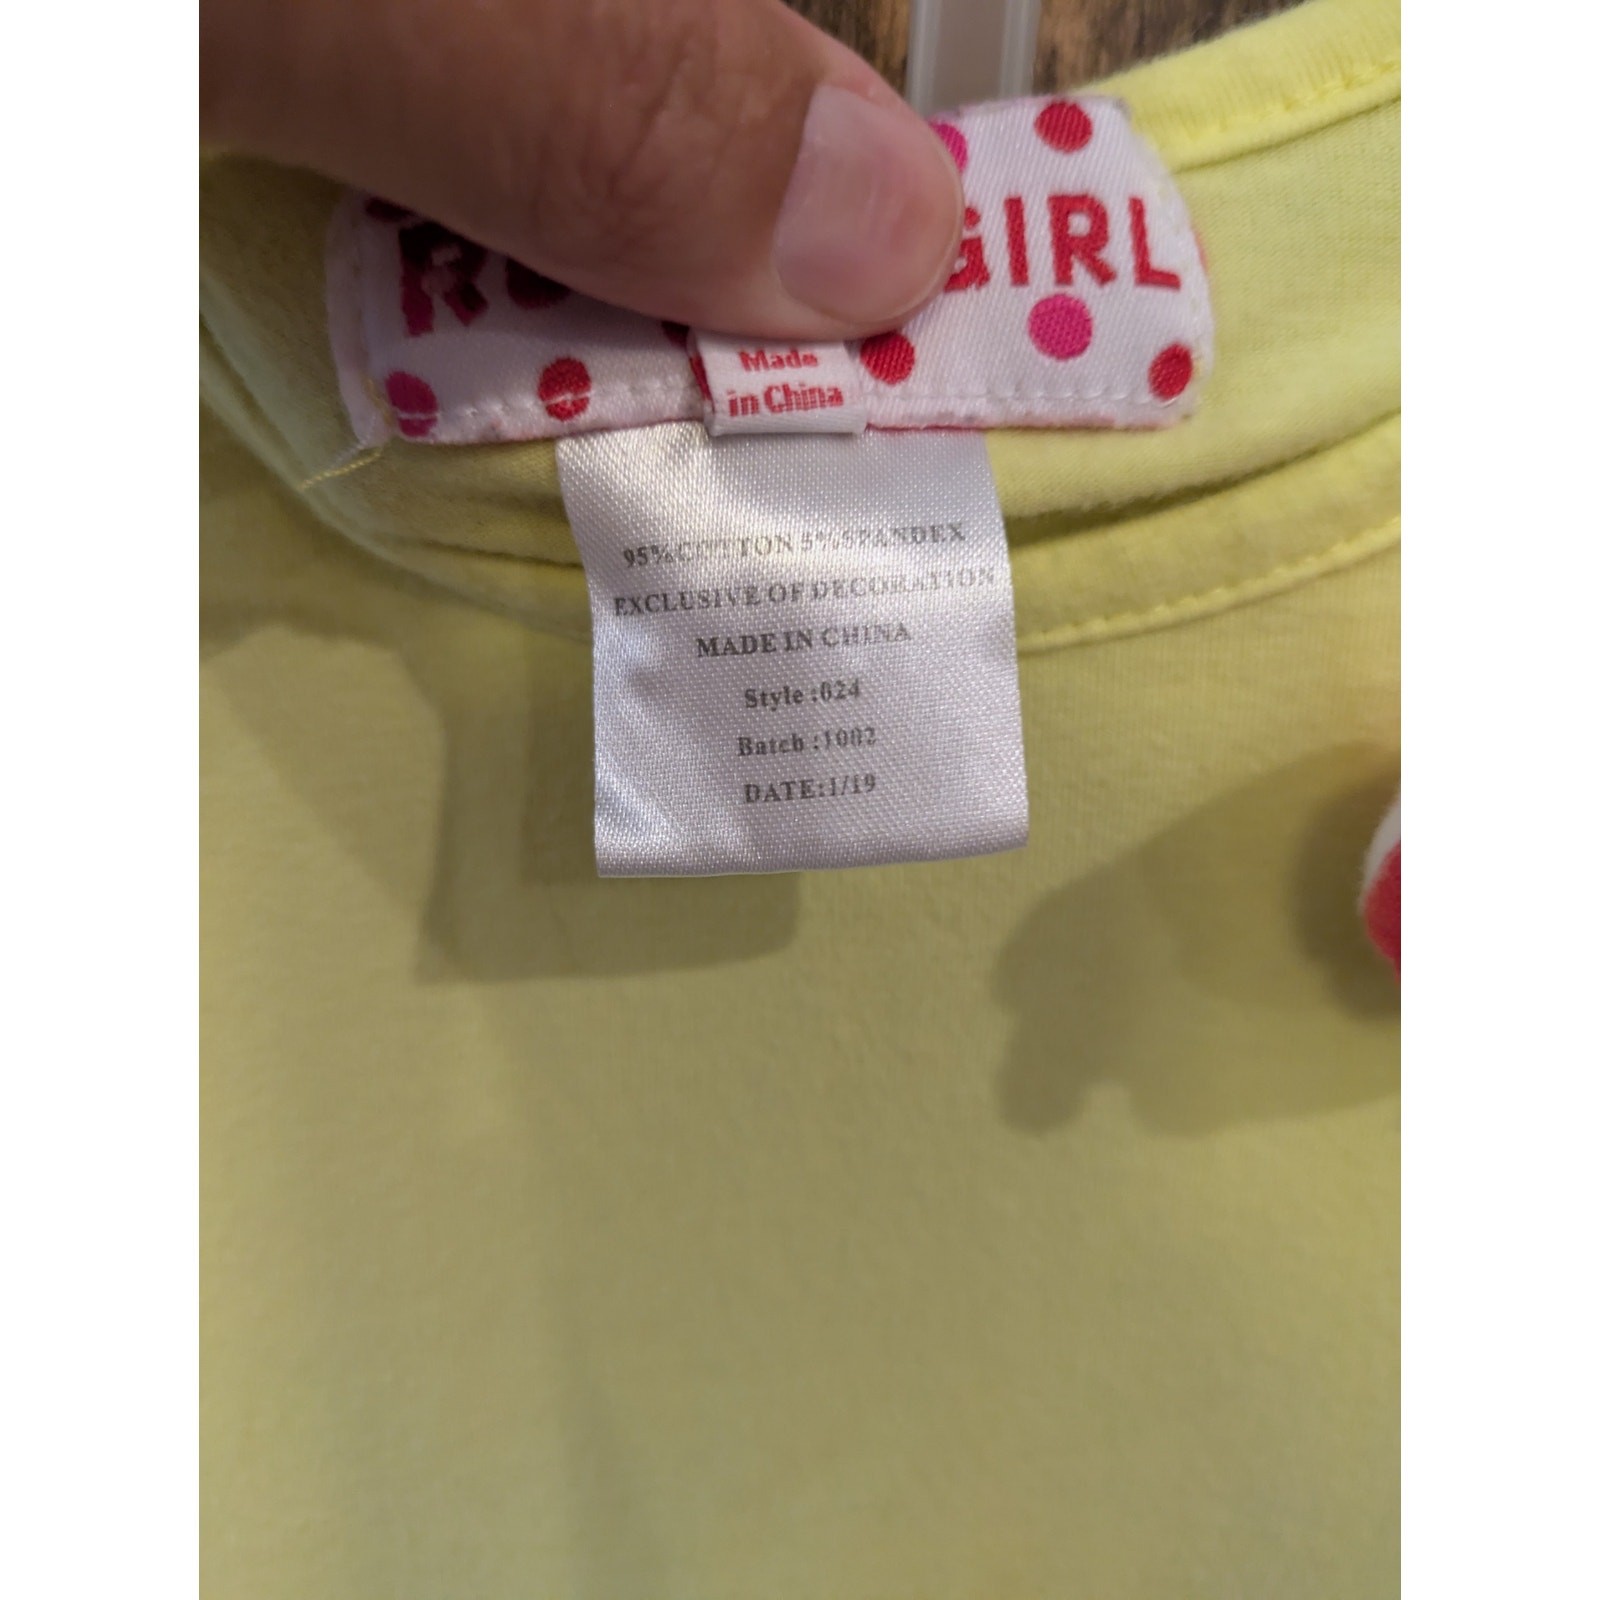 GIRL
Made
in China
95%COTTON 5%SPANDEX
EXCLUSIVE OF DECORATION
MADE IN CHINA
Style :024
Batch :1002
DATE:1/19